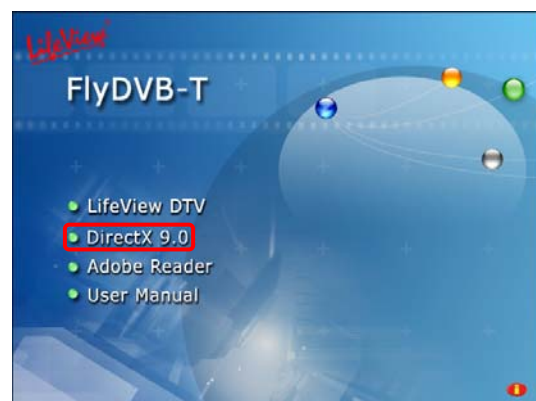 LifeView
FlyDVB-T
LifeView DTV
DirectX 9.0
Adobe Reader
User Manual
i